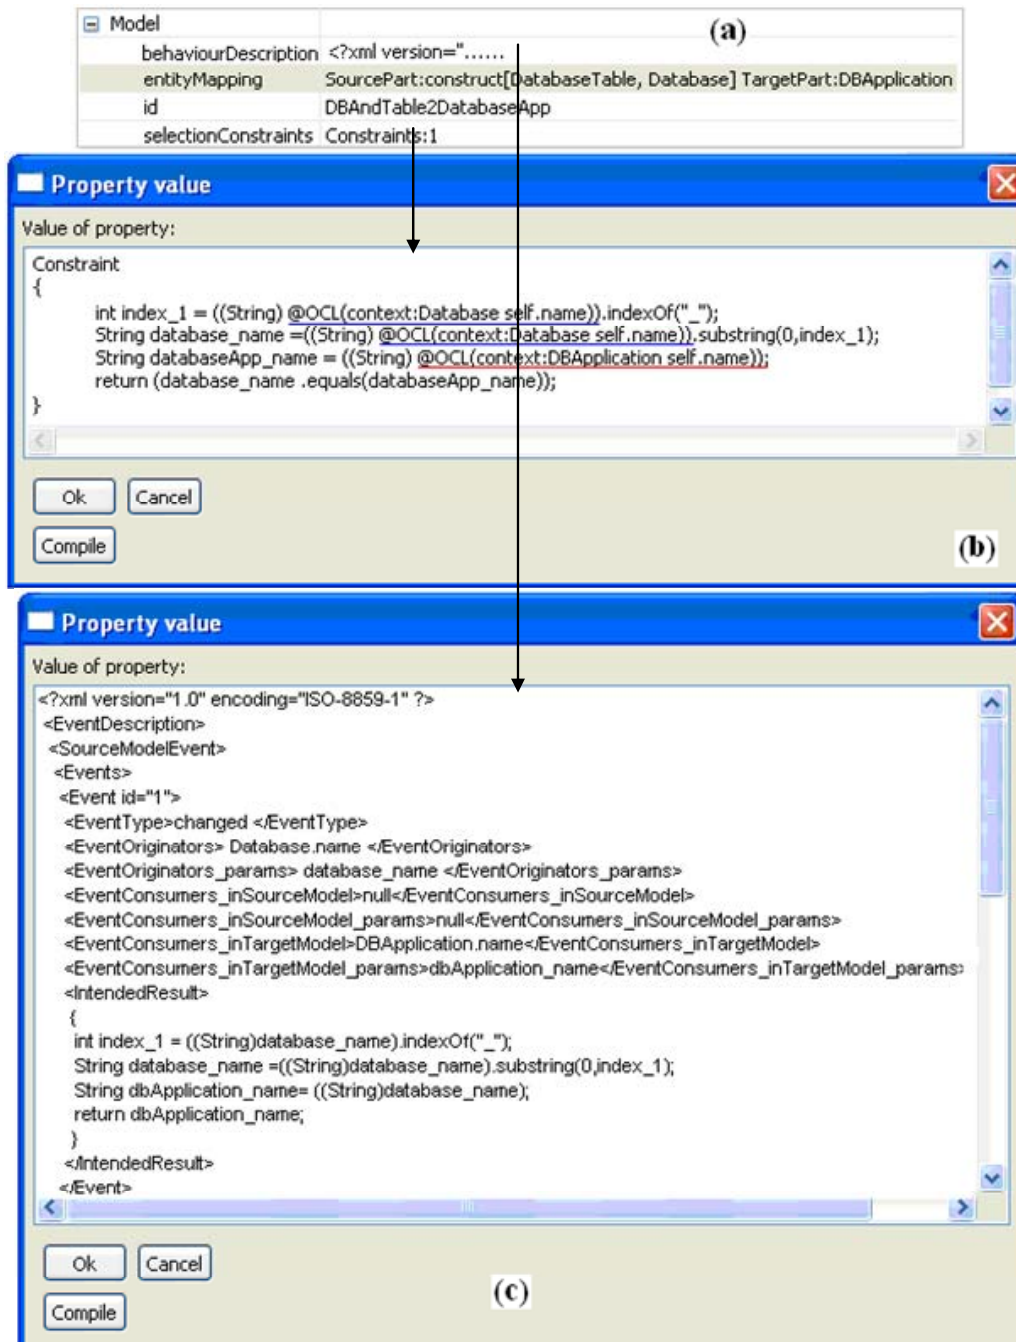 Model
(a)
behaviourDescription <?xml version="......
entityMapping SourcePart:construct[DatabaseTable, Database] TargetPart:DBApplication
id DBAndTable2DatabaseApp
selectionConstraints Constraints:1
Property value
Value of property:
Constraint
{
int index_1 = ((String) @OCL(context:Database self.name)).indexOf("_");
String database_name =((String) @OCL(context:Database self.name)).substring(0,index_1);
String databaseApp_name = ((String) @OCL(context:DBApplication self.name));
return (database_name .equals(databaseApp_name));
}
Ok Cancel
Compile
(b)
Property value
Value of property:
<?xml version="1.0" encoding="ISO-8859-1" ?>
<EventDescription>
<SourceModelEvent>
<Events>
<Event id="1">
<EventType>changed </EventType>
<EventOriginators> Database.name </EventOriginators>
<EventOriginators_params> database_name </EventOriginators_params>
<EventConsumers_inSourceModel>null</EventConsumers_inSourceModel>
<EventConsumers_inSourceModel_params>null</EventConsumers_inSourceModel_params>
<EventConsumers_inTargetModel>DBApplication.name</EventConsumers_inTargetModel>
<EventConsumers_inTargetModel_params>dbApplication_name</EventConsumers_inTargetModel_params>
<IntendedResult>
{
int index_1 = ((String)database_name).indexOf("_");
String database_name =((String)database_name).substring(0,index_1);
String dbApplication_name= ((String)database_name);
return dbApplication_name;
}
</IntendedResult>
</Event>
Ok Cancel
Compile
(c)